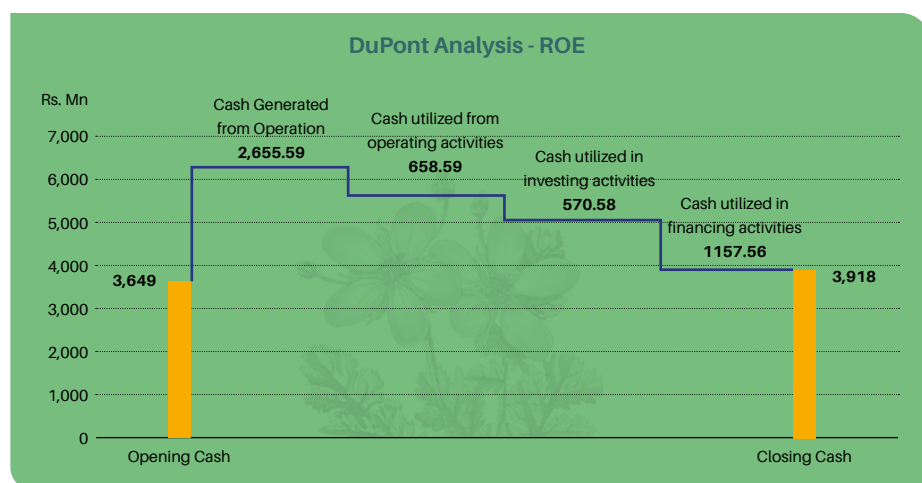 DuPont Analysis - ROE
Rs. Mn
7,000
6,000
5,000
4,000
3,000
2,000
1,000
0
Cash Generated
from Operation
2,655.59
Cash utilized from
operating activities
658.59
Cash utilized in
investing activities
570.58
Cash utilized in
financing activities
1157.56
3,649
3,918
Opening Cash
Closing Cash